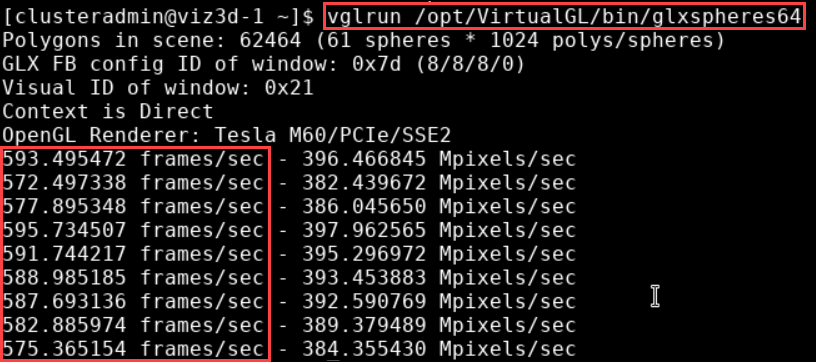 [clusteradmin@viz3d-1 ~]$ vglrun /opt/VirtualGL/bin/glxspheres64
Polygons in scene: 62464 (61 spheres * 1024 polys/spheres)
GLX FB config ID of window: 0x7d (8/8/8/0)
Visual ID of window: 0x21
Context is Direct
OpenGL Renderer: Tesla M60/PCIe/SSE2
593.495472 frames/sec - 396.466845 Mpixels/sec
572.497338 frames/sec - 382.439672 Mpixels/sec
577.895348 frames/sec - 386.045650 Mpixels/sec
595.734507 frames/sec - 397.962565 Mpixels/sec
591.744217 frames/sec - 395.296972 Mpixels/sec
588.985185 frames/sec - 393.453883 Mpixels/sec
587.693136 frames/sec - 392.590769 Mpixels/sec
582.885974 frames/sec - 389.379489 Mpixels/sec
575.365154 frames/sec - 384.355430 Mpixels/sec